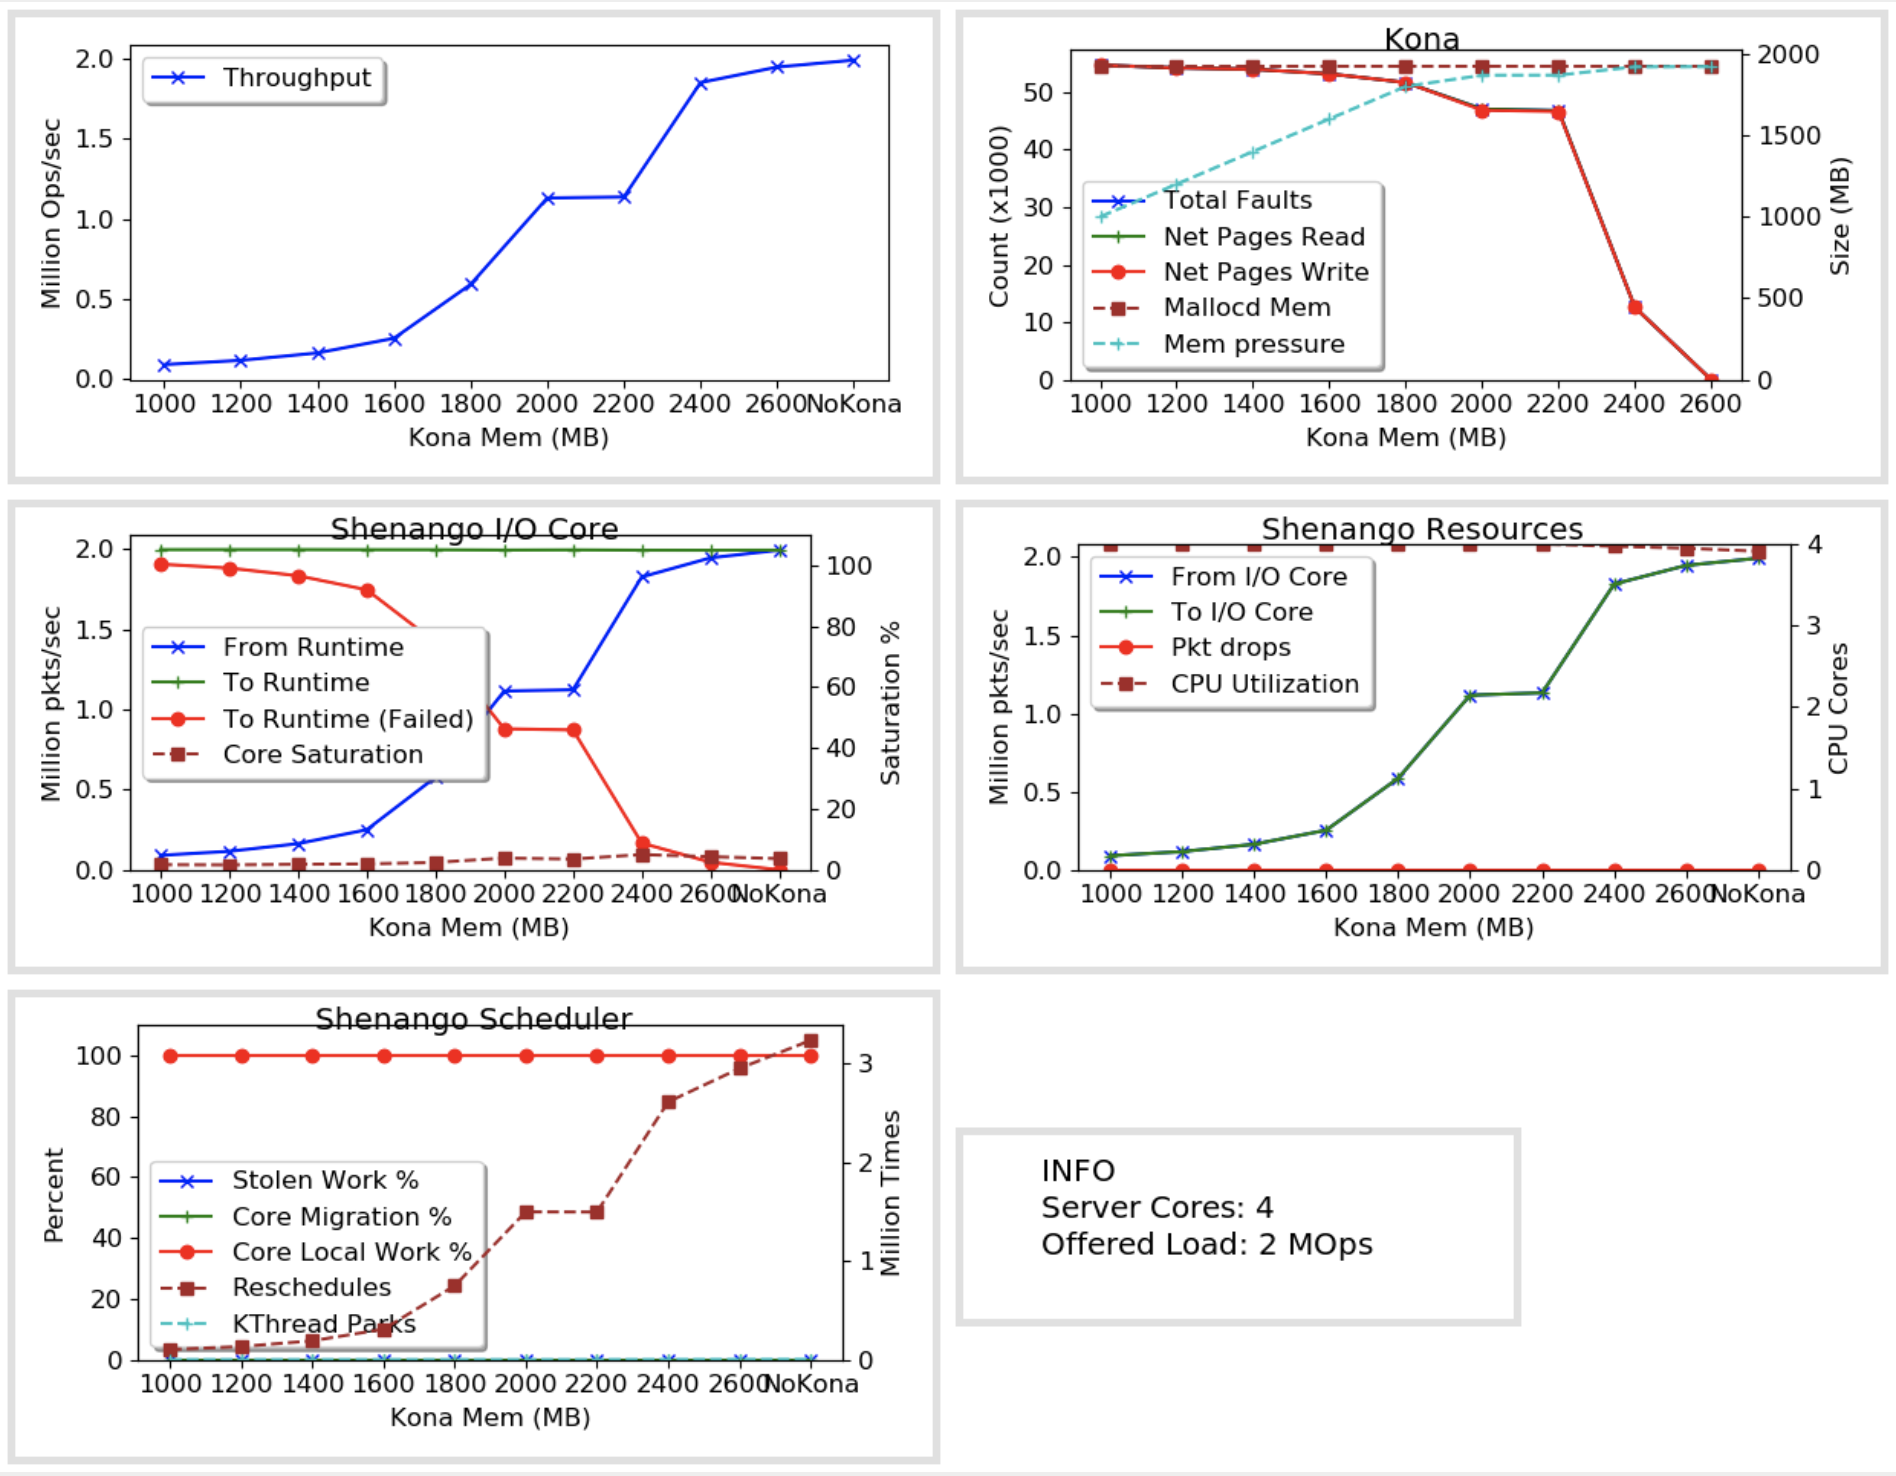 Throughput
2.0
1.5
1.0
0.5
0.0
Million Ops/sec
1000 1200 1400 1600 1800 2000 2200 2400 2600 NoKona
Kona Mem (MB)
Kona
Total Faults
Net Pages Read
Net Pages Write
Mallocd Mem
Mem pressure
50
40
30
20
10
0
Count (x1000)
2000
1500
1000
500
0
Size (MB)
1000 1200 1400 1600 1800 2000 2200 2400 2600
Kona Mem (MB)
Shenango I/O Core
From Runtime
To Runtime
To Runtime (Failed)
Core Saturation
2.0
1.5
1.0
0.5
0.0
Million pkts/sec
100
80
60
40
20
0
Saturation %
1000 1200 1400 1600 1800 2000 2200 2400 2600 NoKona
Kona Mem (MB)
Shenango Resources
From I/O Core
To I/O Core
Pkt drops
CPU Utilization
2.0
1.5
1.0
0.5
0.0
Million pkts/sec
4
3
2
1
0
CPU Cores
1000 1200 1400 1600 1800 2000 2200 2400 2600 NoKona
Kona Mem (MB)
Shenango Scheduler
Stolen Work %
Core Migration %
Core Local Work %
Reschedules
KThread Parks
100
80
60
40
20
0
Percent
3
2
1
0
Million Times
1000 1200 1400 1600 1800 2000 2200 2400 2600 NoKona
Kona Mem (MB)
INFO
Server Cores: 4
Offered Load: 2 MOps